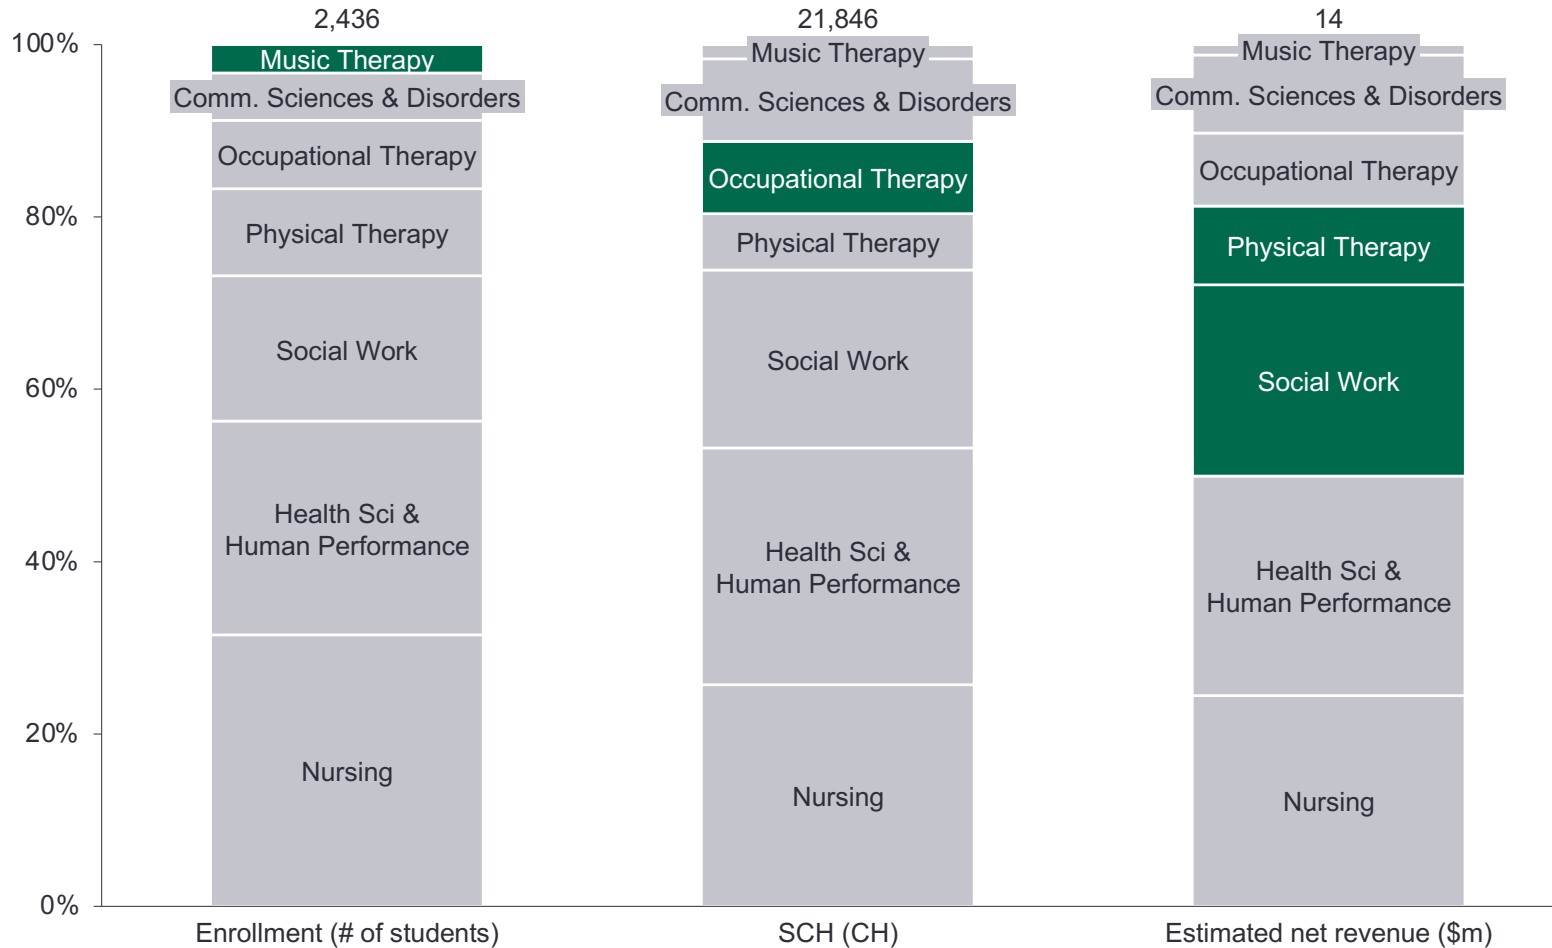 2,436
21,846
14
100%
80%
60%
40%
20%
0%
Music Therapy
Comm. Sciences & Disorders
Occupational Therapy
Physical Therapy
Social Work
Health Sci &
Human Performance
Nursing
Music Therapy
Comm. Sciences & Disorders
Occupational Therapy
Physical Therapy
Social Work
Health Sci &
Human Performance
Nursing
Music Therapy
Comm. Sciences & Disorders
Occupational Therapy
Physical Therapy
Social Work
Health Sci &
Human Performance
Nursing
Enrollment (# of students)
SCH (CH)
Estimated net revenue ($m)